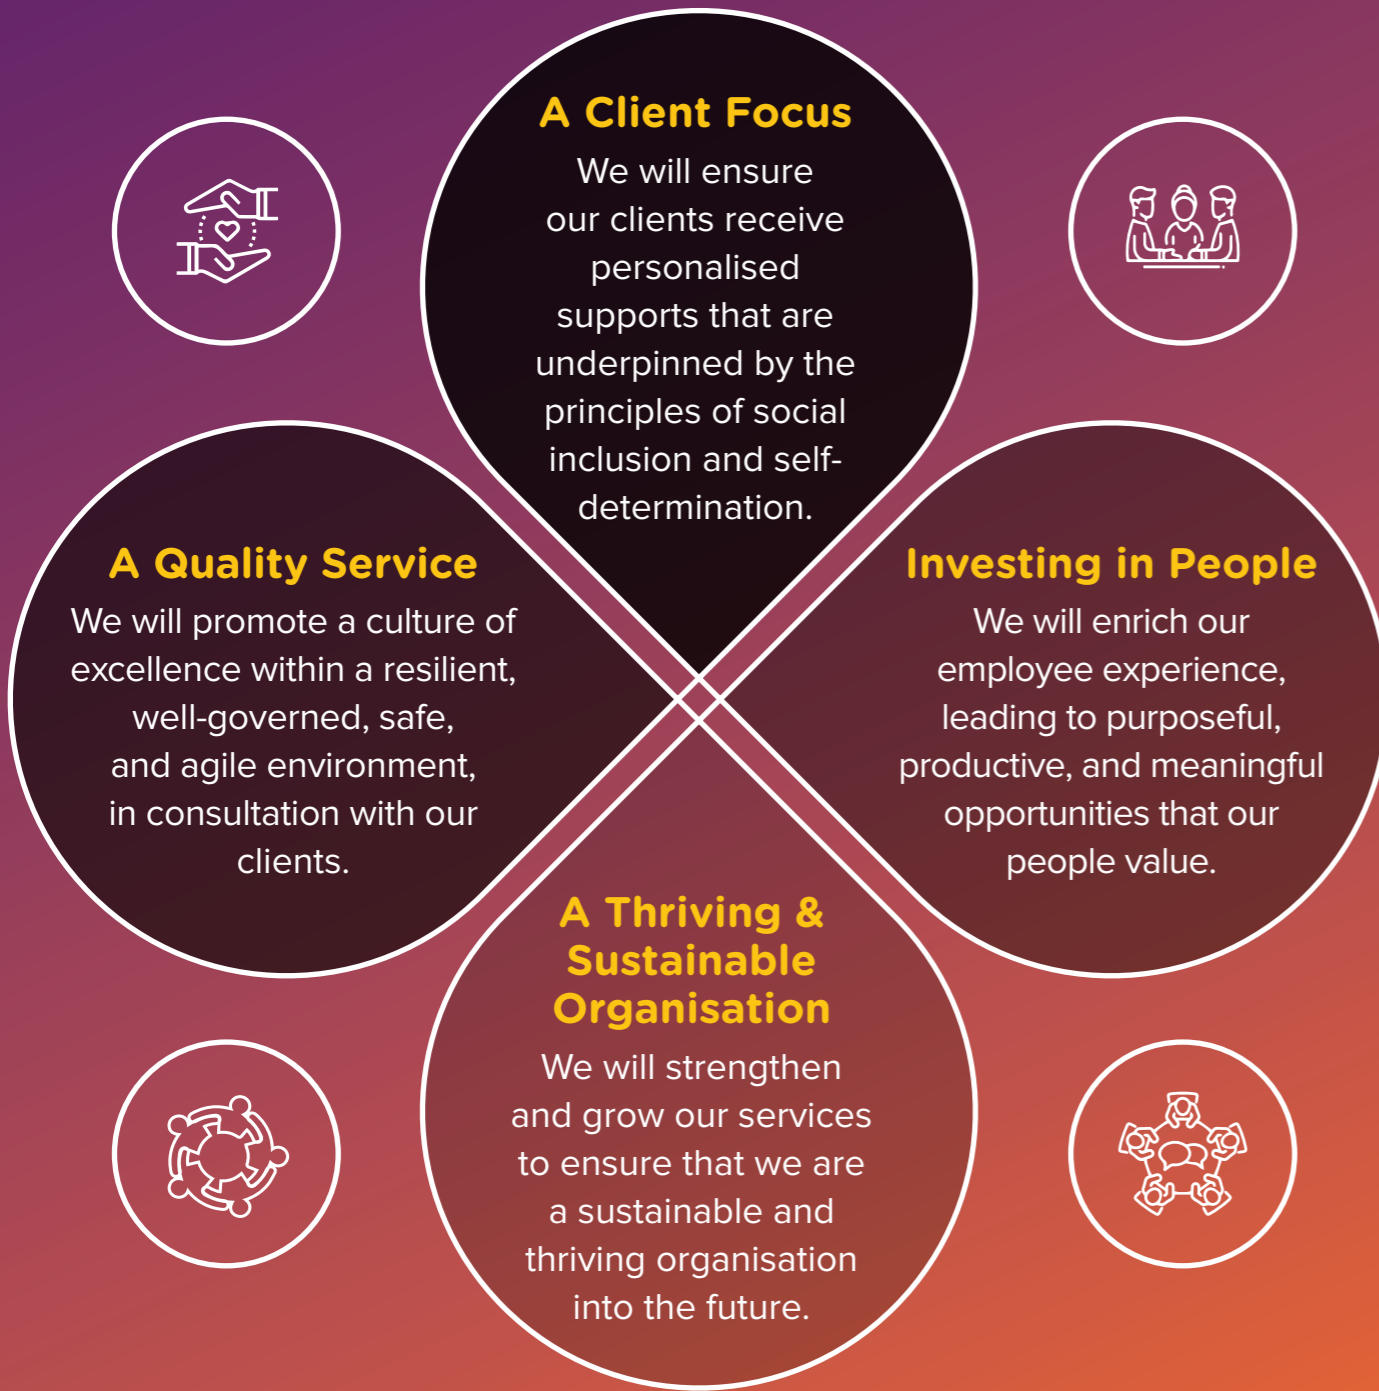 A Client Focus
We will ensure
our clients receive
personalised
supports that are
underpinned by the
principles of social
inclusion and self-
determination.
A Quality Service
We will promote a culture of
excellence within a resilient,
well-governed, safe,
and agile environment,
in consultation with our
clients.
Investing in People
We will enrich our
employee experience,
leading to purposeful,
productive, and meaningful
opportunities that our
people value.
A Thriving &
Sustainable
Organisation
We will strengthen
and grow our services
to ensure that we are
a sustainable and
thriving organisation
into the future.